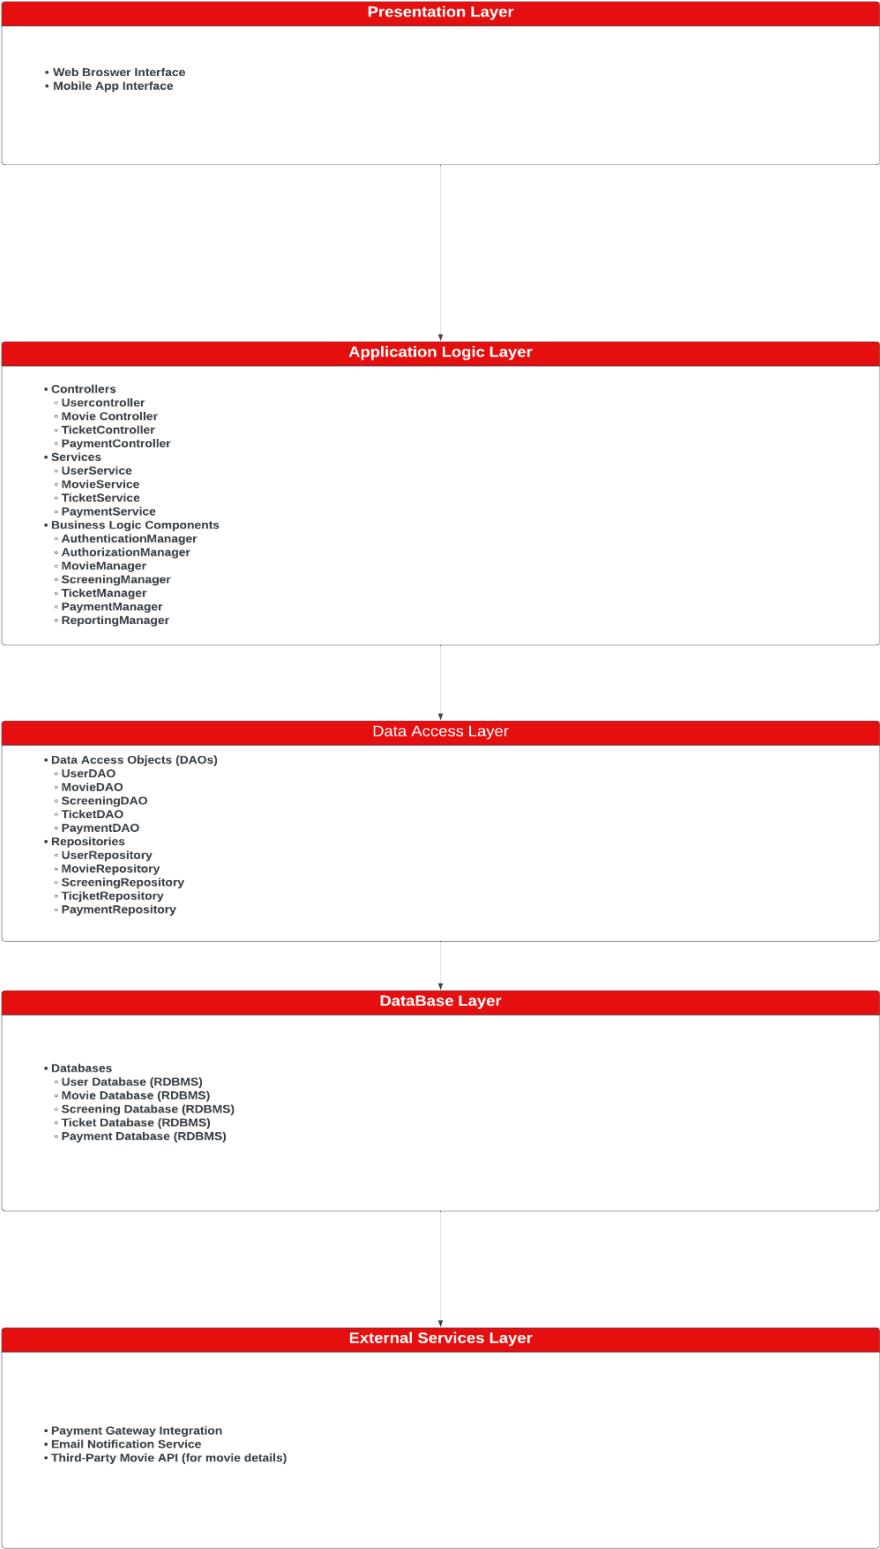 Presentation Layer
• Web Broswer Interface
• Mobile App Interface
Application Logic Layer
• Controllers
◦ Usercontroller
◦ Movie Controller
◦ TicketController
◦ PaymentController
• Services
◦ UserService
◦ MovieService
◦ TicketService
◦ PaymentService
• Business Logic Components
◦ AuthenticationManager
◦ AuthorizationManager
◦ MovieManager
◦ ScreeningManager
◦ TicketManager
◦ PaymentManager
◦ ReportingManager
Data Access Layer
• Data Access Objects (DAOs)
◦ UserDAO
◦ MovieDAO
◦ ScreeningDAO
◦ TicketDAO
◦ PaymentDAO
• Repositories
◦ UserRepository
◦ MovieRepository
◦ ScreeningRepository
◦ TicjketRepository
◦ PaymentRepository
DataBase Layer
• Databases
◦ User Database (RDBMS)
◦ Movie Database (RDBMS)
◦ Screening Database (RDBMS)
◦ Ticket Database (RDBMS)
◦ Payment Database (RDBMS)
External Services Layer
• Payment Gateway Integration
• Email Notification Service
• Third-Party Movie API (for movie details)